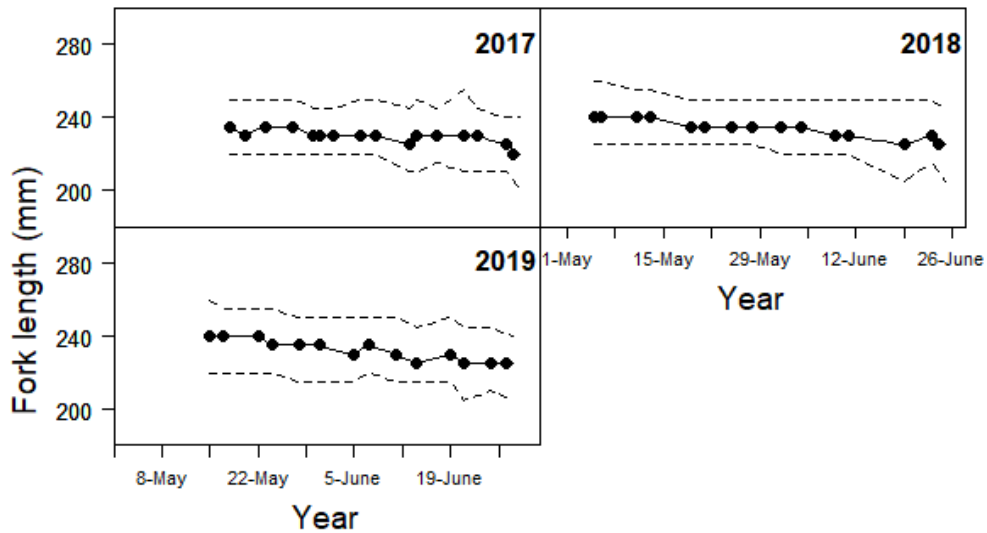 2017
2018
280
240
200
Fork length (mm)
1-May
15-May
29-May
12-June
26-June
Year
2019
280
240
200
8-May
22-May
5-June
19-June
Year